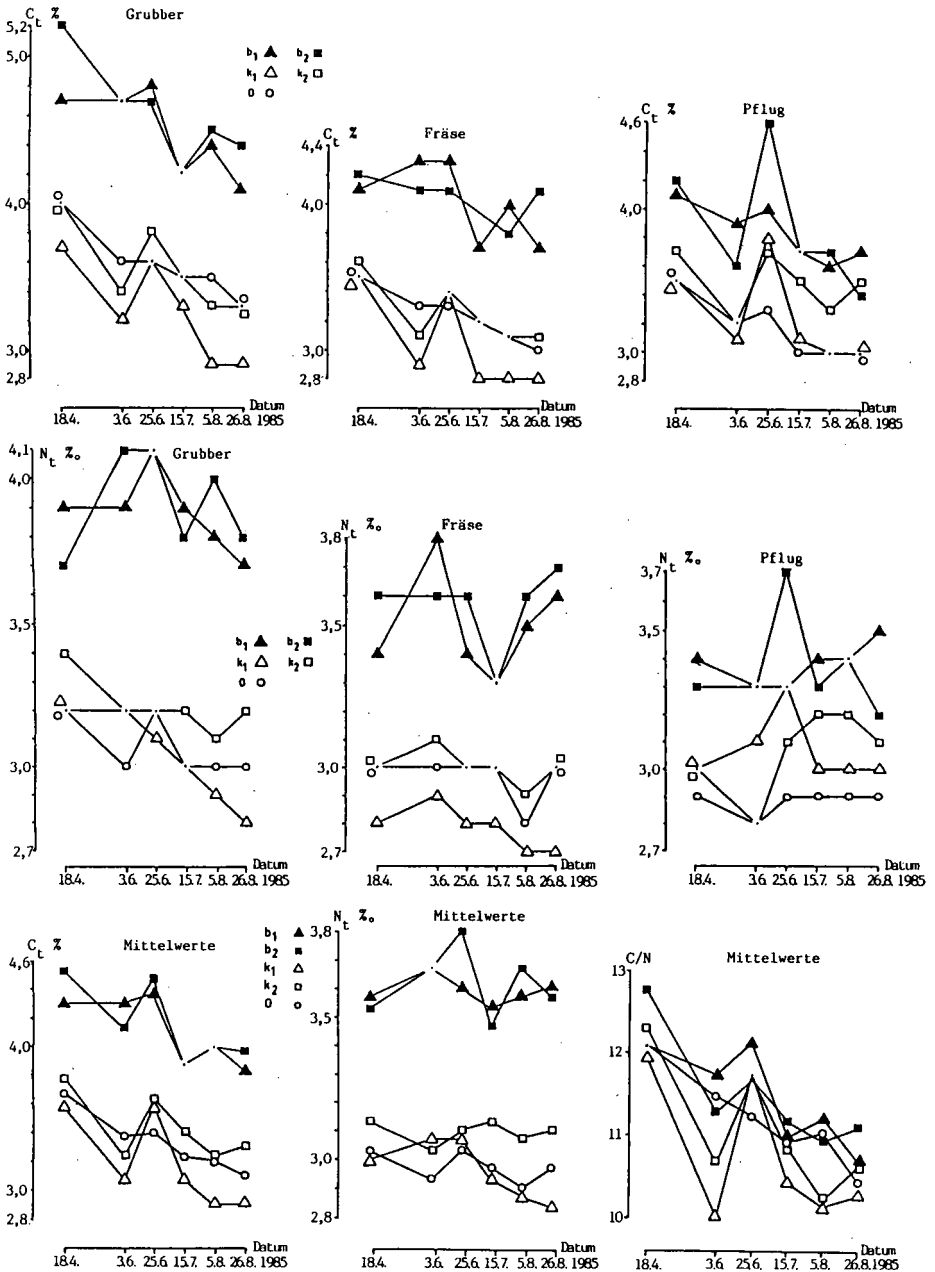 C_t % Grubber
5,2
5,0
4,0
3,0
2,8
b₁ ▲ b₂ ■
k₁ △ k₂ □
0 ○
Datum
18.4. 3.6. 25.6. 15.7. 5.8. 26.8. 1985
C_t % Fräse
4,4
4,0
3,0
2,8
Datum
18.4. 3.6. 25.6. 15.7. 5.8. 26.8. 1985
C_t % Pflug
4,6
4,0
3,0
2,8
Datum
18.4. 3.6. 25.6. 15.7. 5.8. 26.8. 1985
N_t %o Grubber
4,1
4,0
3,5
3,0
2,7
b₁ ▲ b₂ ■
k₁ △ k₂ □
0 ○
Datum
18.4. 3.6. 25.6. 15.7. 5.8. 26.8. 1985
N_t %o Fräse
3,8
3,5
3,0
2,7
Datum
18.4. 3.6. 25.6. 15.7. 5.8. 26.8. 1985
N_t %o Pflug
3,7
3,5
3,0
2,7
Datum
18.4. 3.6. 25.6. 15.7. 5.8. 26.8. 1985
C_t % Mittelwerte
4,6
4,0
3,0
2,8
b₁ ▲
b₂ ■
k₁ △
k₂ □
0 ○
Datum
18.4. 3.6. 25.6. 15.7. 5.8. 26.8. 1985
N_t %o Mittelwerte
3,8
3,5
3,0
2,8
Datum
18.4. 3.6. 25.6. 15.7. 5.8. 26.8. 1985
C/N Mittelwerte
13
12
11
10
Datum
18.4. 3.6. 25.6. 15.7. 5.8. 26.8. 1985